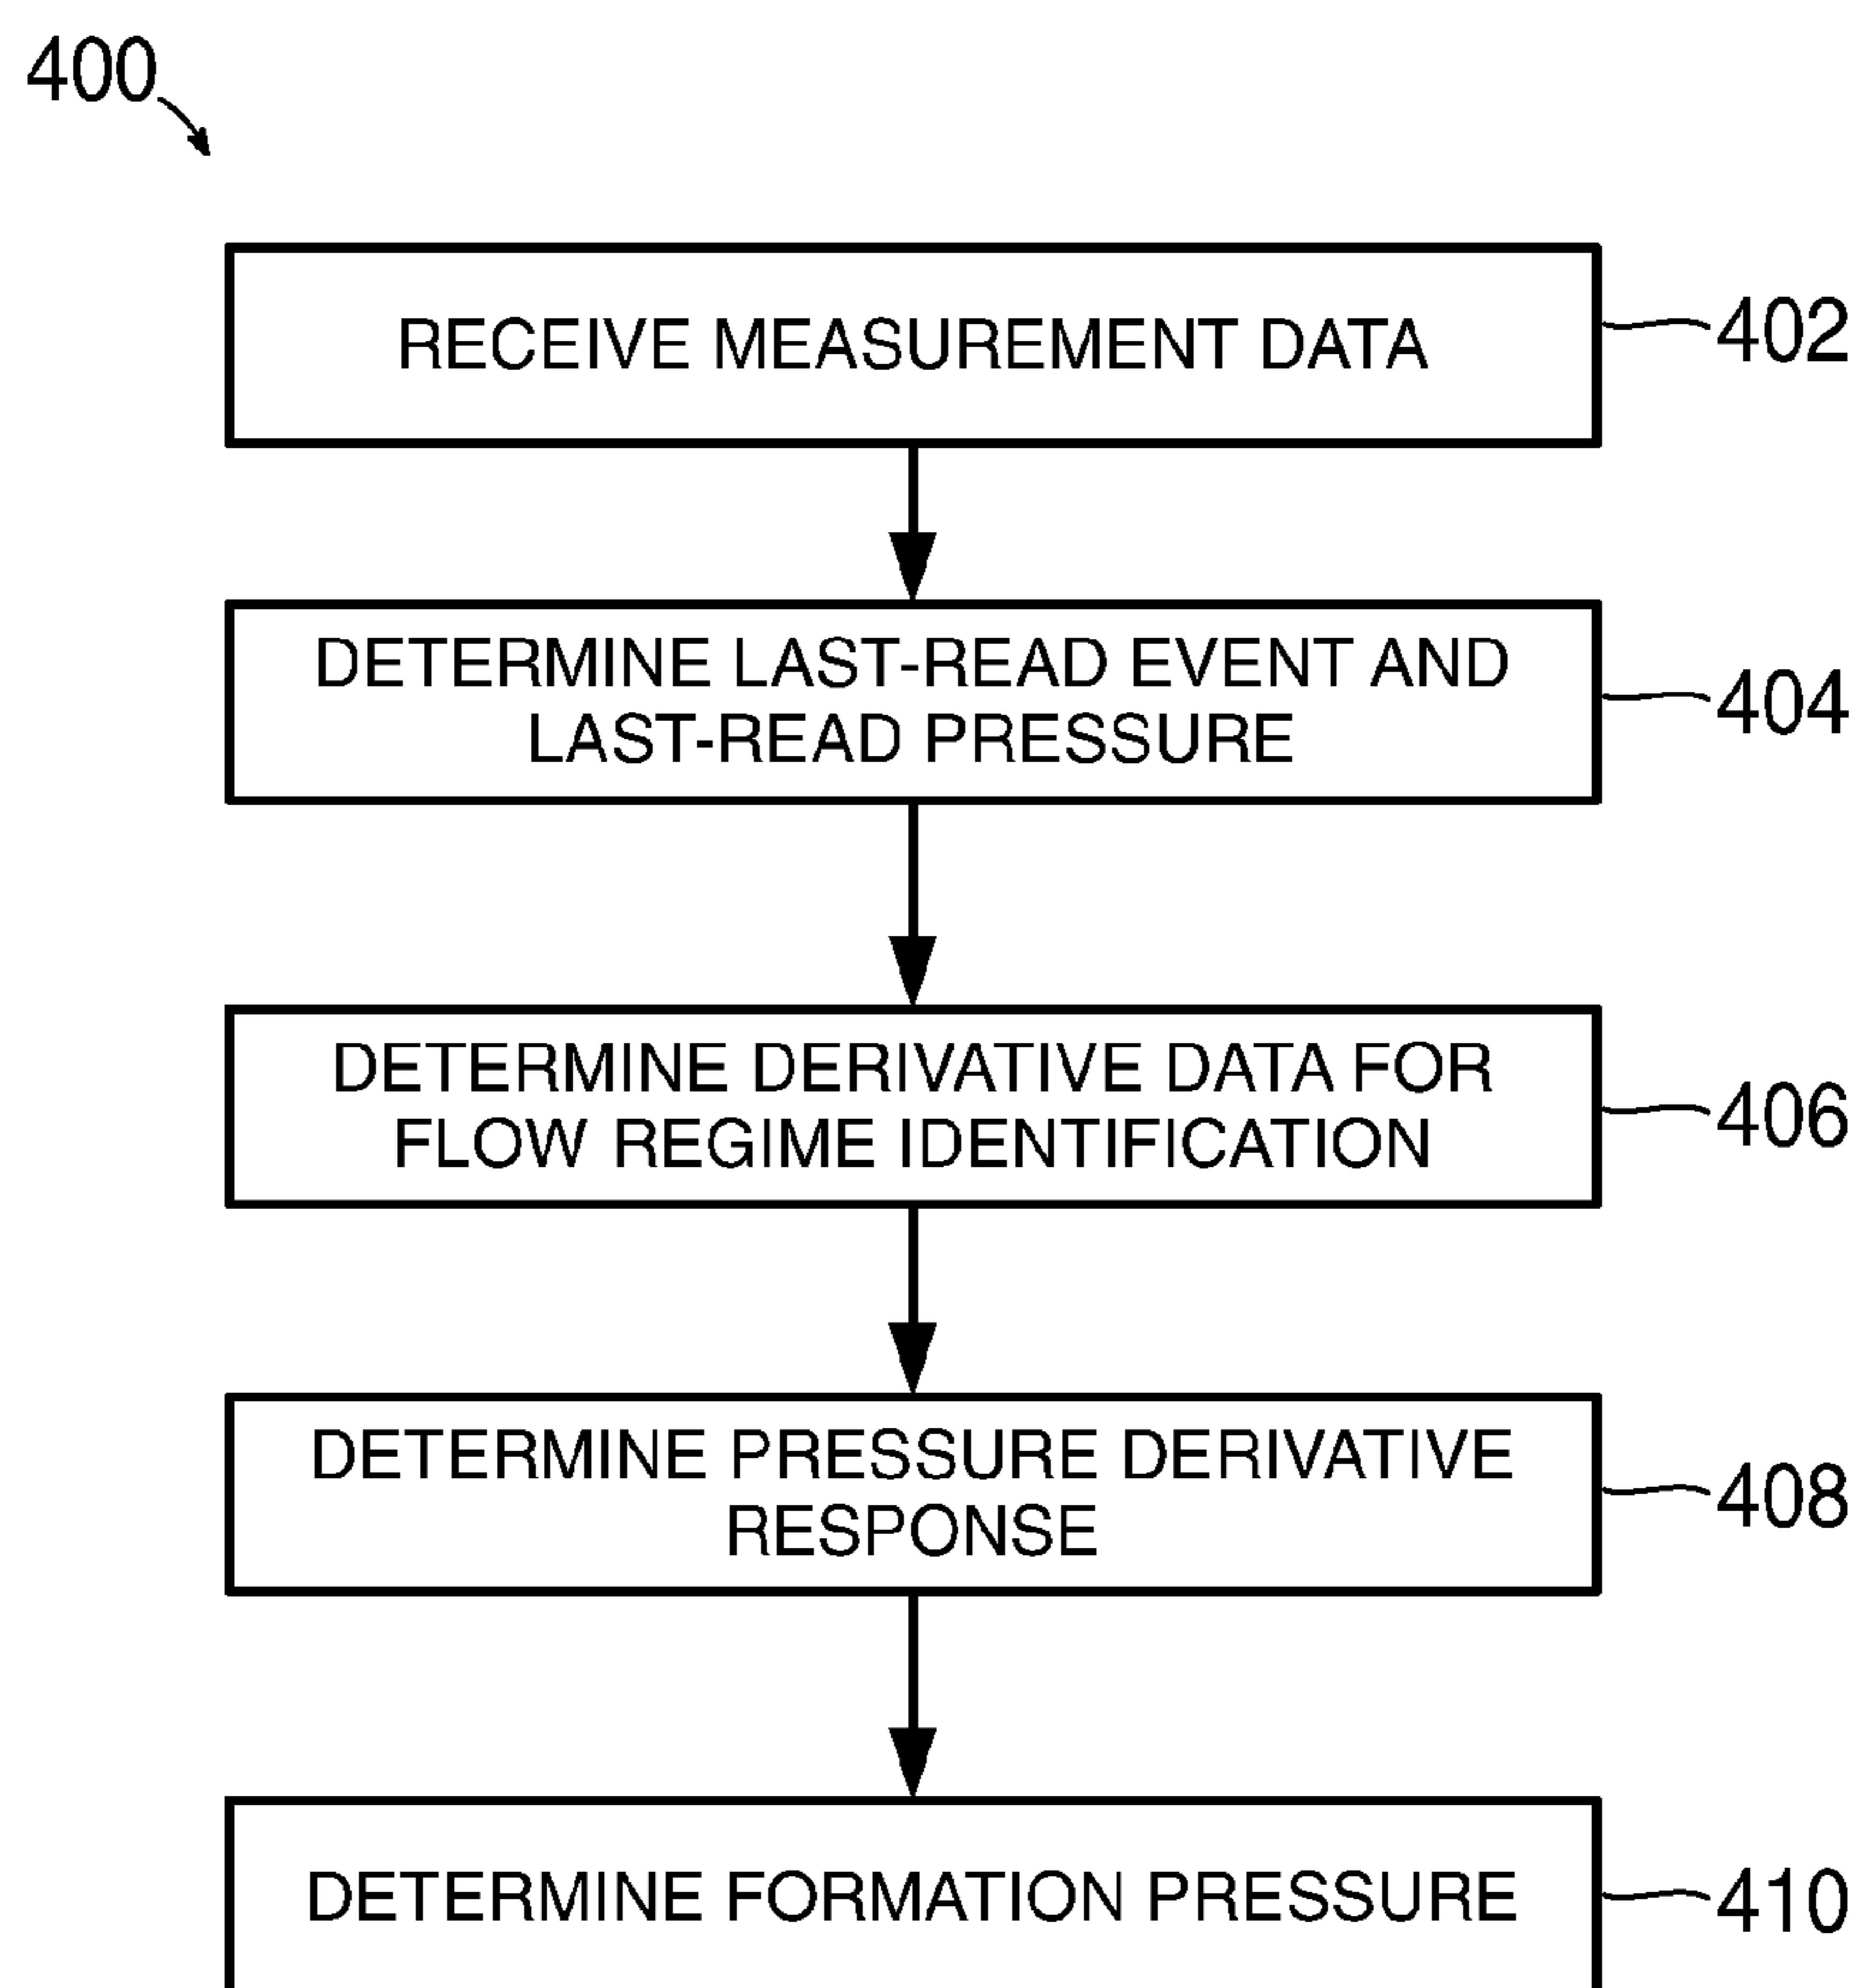 400
RECEIVE MEASUREMENT DATA
402
DETERMINE LAST-READ EVENT AND
LAST-READ PRESSURE
404
DETERMINE DERIVATIVE DATA FOR
FLOW REGIME IDENTIFICATION
406
DETERMINE PRESSURE DERIVATIVE
RESPONSE
408
DETERMINE FORMATION PRESSURE
410